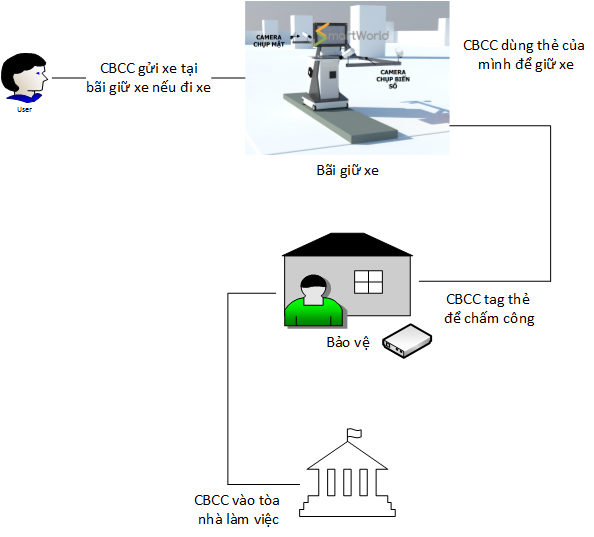 CBCC gửi xe tại
bãi giữ xe nếu đi xe
User
SmartWorld
CAMERA
CHỤP MẶT
CAMERA
CHỤP BIỂN
SỐ
Bãi giữ xe
CBCC dùng thẻ của
mình để giữ xe
CBCC tag thẻ
để chấm công
Bảo vệ
CBCC vào tòa
nhà làm việc